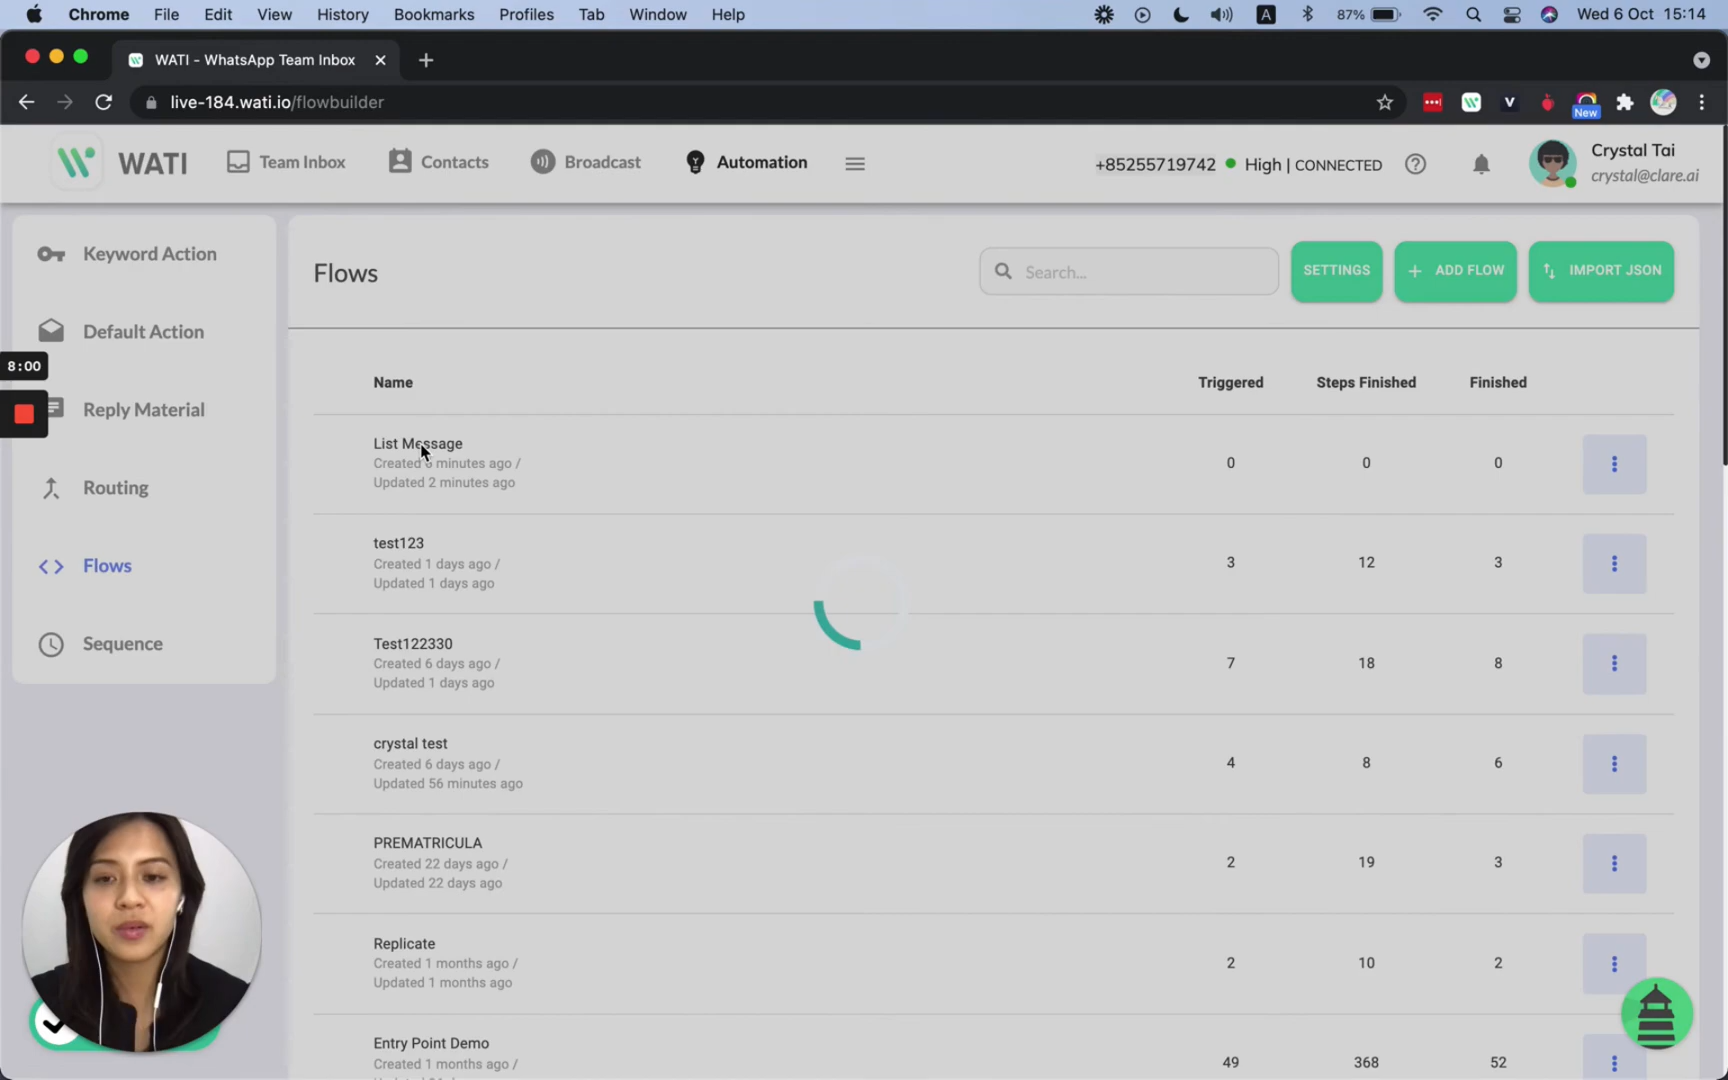 Chrome File Edit View History Bookmarks Profiles Tab Window Help A 87% Wed 6 Oct 15:14
WATI - WhatsApp Team Inbox
live-184.wati.io/flowbuilder
V
New
WATI Team Inbox Contacts Broadcast Automation +85255719742 High | CONNECTED Crystal Tai
crystal@clare.ai
Keyword Action
Default Action
8:00
Reply Material
Routing
Flows
Sequence
Flows Search... SETTINGS + ADD FLOW IMPORT JSON
Name Triggered Steps Finished Finished
List Message
Created 6 minutes ago /
Updated 2 minutes ago
0 0 0
test123
Created 1 days ago /
Updated 1 days ago
3 12 3
Test122330
Created 6 days ago /
Updated 1 days ago
7 18 8
crystal test
Created 6 days ago /
Updated 56 minutes ago
4 8 6
PREMATRICULA
Created 22 days ago /
Updated 22 days ago
2 19 3
Replicate
Created 1 months ago /
Updated 1 months ago
2 10 2
Entry Point Demo
Created 1 months ago /
49 368 52